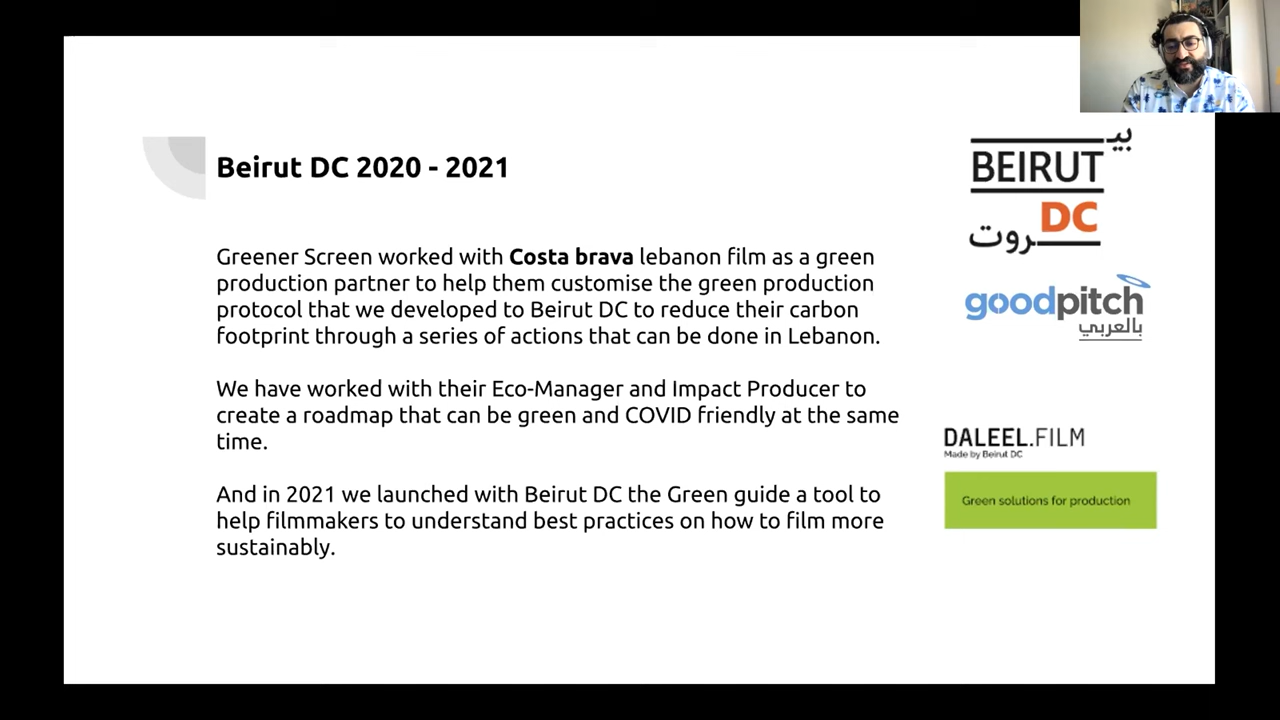 Beirut DC 2020 - 2021
Greener Screen worked with Costa brava lebanon film as a green
production partner to help them customise the green production
protocol that we developed to Beirut DC to reduce their carbon
footprint through a series of actions that can be done in Lebanon.
We have worked with their Eco-Manager and Impact Producer to
create a roadmap that can be green and COVID friendly at the same
time.
And in 2021 we launched with Beirut DC the Green guide a tool to
help filmmakers to understand best practices on how to film more
sustainably.
بيـ
BEIRUT
DC
ـروت
goodpitch
بالعربي
DALEEL.FILM
Made by Beirut DC
Green solutions for production